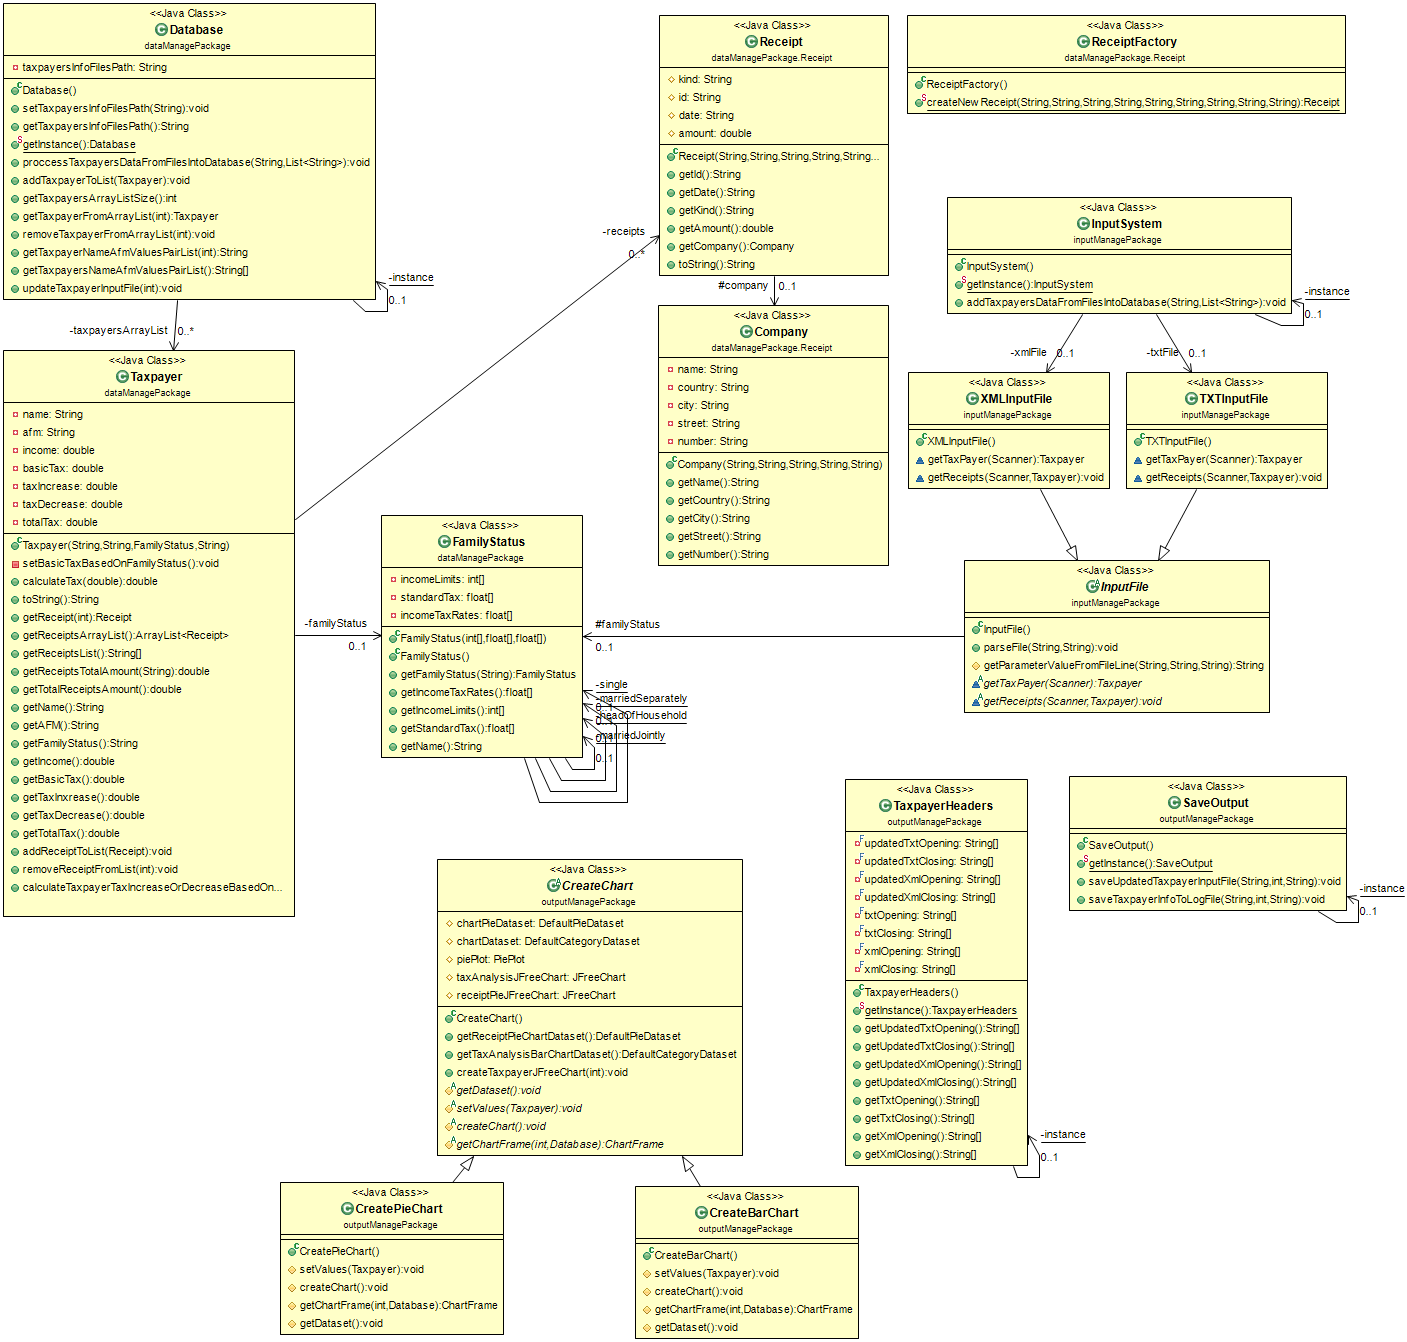 <<Java Class>>
Database
dataManagePackage
taxpayersInfoFilesPath: String
Database()
setTaxpayersInfoFilesPath(String):void
getTaxpayersInfoFilesPath():String
getInstance():Database
proccessTaxpayersDataFromFilesIntoDatabase(String,List<String>):void
addTaxpayerToList(Taxpayer):void
getTaxpayersArrayListSize():int
getTaxpayerFromArrayList(int):Taxpayer
removeTaxpayerFromArrayList(int):void
getTaxpayerNameAfmValuesPairList(int):String
getTaxpayersNameAfmValuesPairList():String[]
updateTaxpayerInputFile(int):void
-instance
0..1
-taxpayersArrayList
0..*
<<Java Class>>
Taxpayer
dataManagePackage
name: String
afm: String
income: double
basicTax: double
taxIncrease: double
taxDecrease: double
totalTax: double
Taxpayer(String,String,FamilyStatus,String)
setBasicTaxBasedOnFamilyStatus():void
calculateTax(double):double
toString():String
getReceipt(int):Receipt
getReceiptsArrayList():ArrayList<Receipt>
getReceiptsList():String[]
getReceiptsTotalAmount(String):double
getTotalReceiptsAmount():double
getName():String
getAFM():String
getFamilyStatus():String
getIncome():double
getBasicTax():double
getTaxInxrease():double
getTaxDecrease():double
getTotalTax():double
addReceiptToList(Receipt):void
removeReceiptFromList(int):void
calculateTaxpayerTaxIncreaseOrDecreaseBasedOn...
-receipts
0..*
<<Java Class>>
Receipt
dataManagePackage.Receipt
kind: String
id: String
date: String
amount: double
Receipt(String,String,String,String,String...
getId():String
getDate():String
getKind():String
getAmount():double
getCompany():Company
toString():String
#company
0..1
<<Java Class>>
Company
dataManagePackage.Receipt
name: String
country: String
city: String
street: String
number: String
Company(String,String,String,String,String)
getName():String
getCountry():String
getCity():String
getStreet():String
getNumber():String
<<Java Class>>
ReceiptFactory
dataManagePackage.Receipt
ReceiptFactory()
createNewReceipt(String,String,String,String,String,String,String,String,String):Receipt
<<Java Class>>
InputSystem
inputManagePackage
InputSystem()
getInstance():InputSystem
addTaxpayersDataFromFilesIntoDatabase(String,List<String>):void
-instance
0..1
-xmlFile
0..1
-txtFile
0..1
<<Java Class>>
XMLInputFile
inputManagePackage
XMLInputFile()
getTaxPayer(Scanner):Taxpayer
getReceipts(Scanner,Taxpayer):void
<<Java Class>>
TXTInputFile
inputManagePackage
TXTInputFile()
getTaxPayer(Scanner):Taxpayer
getReceipts(Scanner,Taxpayer):void
<<Java Class>>
InputFile
inputManagePackage
InputFile()
parseFile(String,String):void
getParameterValueFromFileLine(String,String,String):String
getTaxPayer(Scanner):Taxpayer
getReceipts(Scanner,Taxpayer):void
#familyStatus
0..1
-familyStatus
0..1
<<Java Class>>
FamilyStatus
dataManagePackage
incomeLimits: int[]
standardTax: float[]
incomeTaxRates: float[]
FamilyStatus(int[],float[],float[])
FamilyStatus()
getFamilyStatus(String):FamilyStatus
getIncomeTaxRates():float[]
getIncomeLimits():int[]
getStandardTax():float[]
getName():String
-single
0..1
-marriedSeparately
0..1
-headOfHousehold
0..1
-marriedJointly
0..1
<<Java Class>>
CreateChart
outputManagePackage
chartPieDataset: DefaultPieDataset
chartDataset: DefaultCategoryDataset
piePlot: PiePlot
taxAnalysisJFreeChart: JFreeChart
receiptPieJFreeChart: JFreeChart
CreateChart()
getReceiptPieChartDataset():DefaultPieDataset
getTaxAnalysisBarChartDataset():DefaultCategoryDataset
createTaxpayerJFreeChart(int):void
getDataset():void
setValues(Taxpayer):void
createChart():void
getChartFrame(int,Database):ChartFrame
<<Java Class>>
CreatePieChart
outputManagePackage
CreatePieChart()
setValues(Taxpayer):void
createChart():void
getChartFrame(int,Database):ChartFrame
getDataset():void
<<Java Class>>
CreateBarChart
outputManagePackage
CreateBarChart()
setValues(Taxpayer):void
createChart():void
getChartFrame(int,Database):ChartFrame
getDataset():void
<<Java Class>>
TaxpayerHeaders
outputManagePackage
updatedTxtOpening: String[]
updatedTxtClosing: String[]
updatedXmlOpening: String[]
updatedXmlClosing: String[]
txtOpening: String[]
txtClosing: String[]
xmlOpening: String[]
xmlClosing: String[]
TaxpayerHeaders()
getInstance():TaxpayerHeaders
getUpdatedTxtOpening():String[]
getUpdatedTxtClosing():String[]
getUpdatedXmlOpening():String[]
getUpdatedXmlClosing():String[]
getTxtOpening():String[]
getTxtClosing():String[]
getXmlOpening():String[]
getXmlClosing():String[]
-instance
0..1
<<Java Class>>
SaveOutput
outputManagePackage
SaveOutput()
getInstance():SaveOutput
saveUpdatedTaxpayerInputFile(String,int,String):void
saveTaxpayerInfoToLogFile(String,int,String):void
-instance
0..1